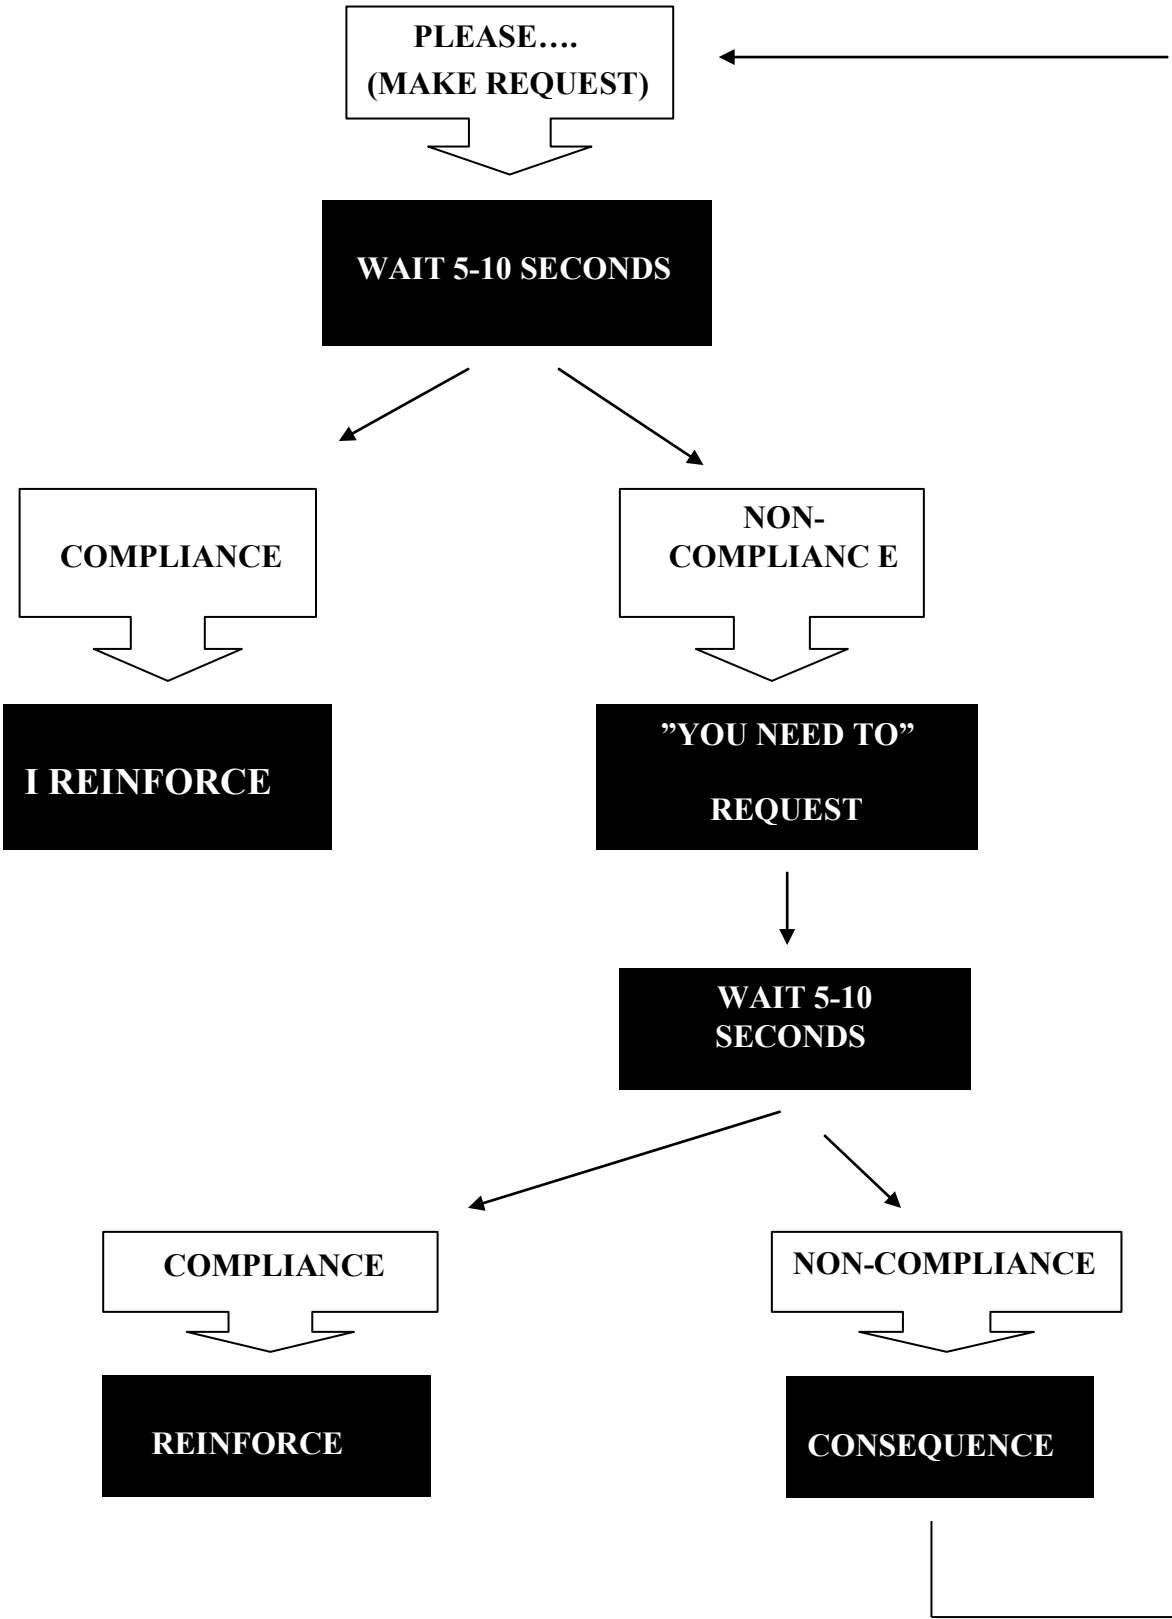 PLEASE….
(MAKE REQUEST)
WAIT 5-10 SECONDS
COMPLIANCE
NON-
COMPLIANC E
I REINFORCE
”YOU NEED TO”
REQUEST
WAIT 5-10
SECONDS
COMPLIANCE
NON-COMPLIANCE
REINFORCE
CONSEQUENCE